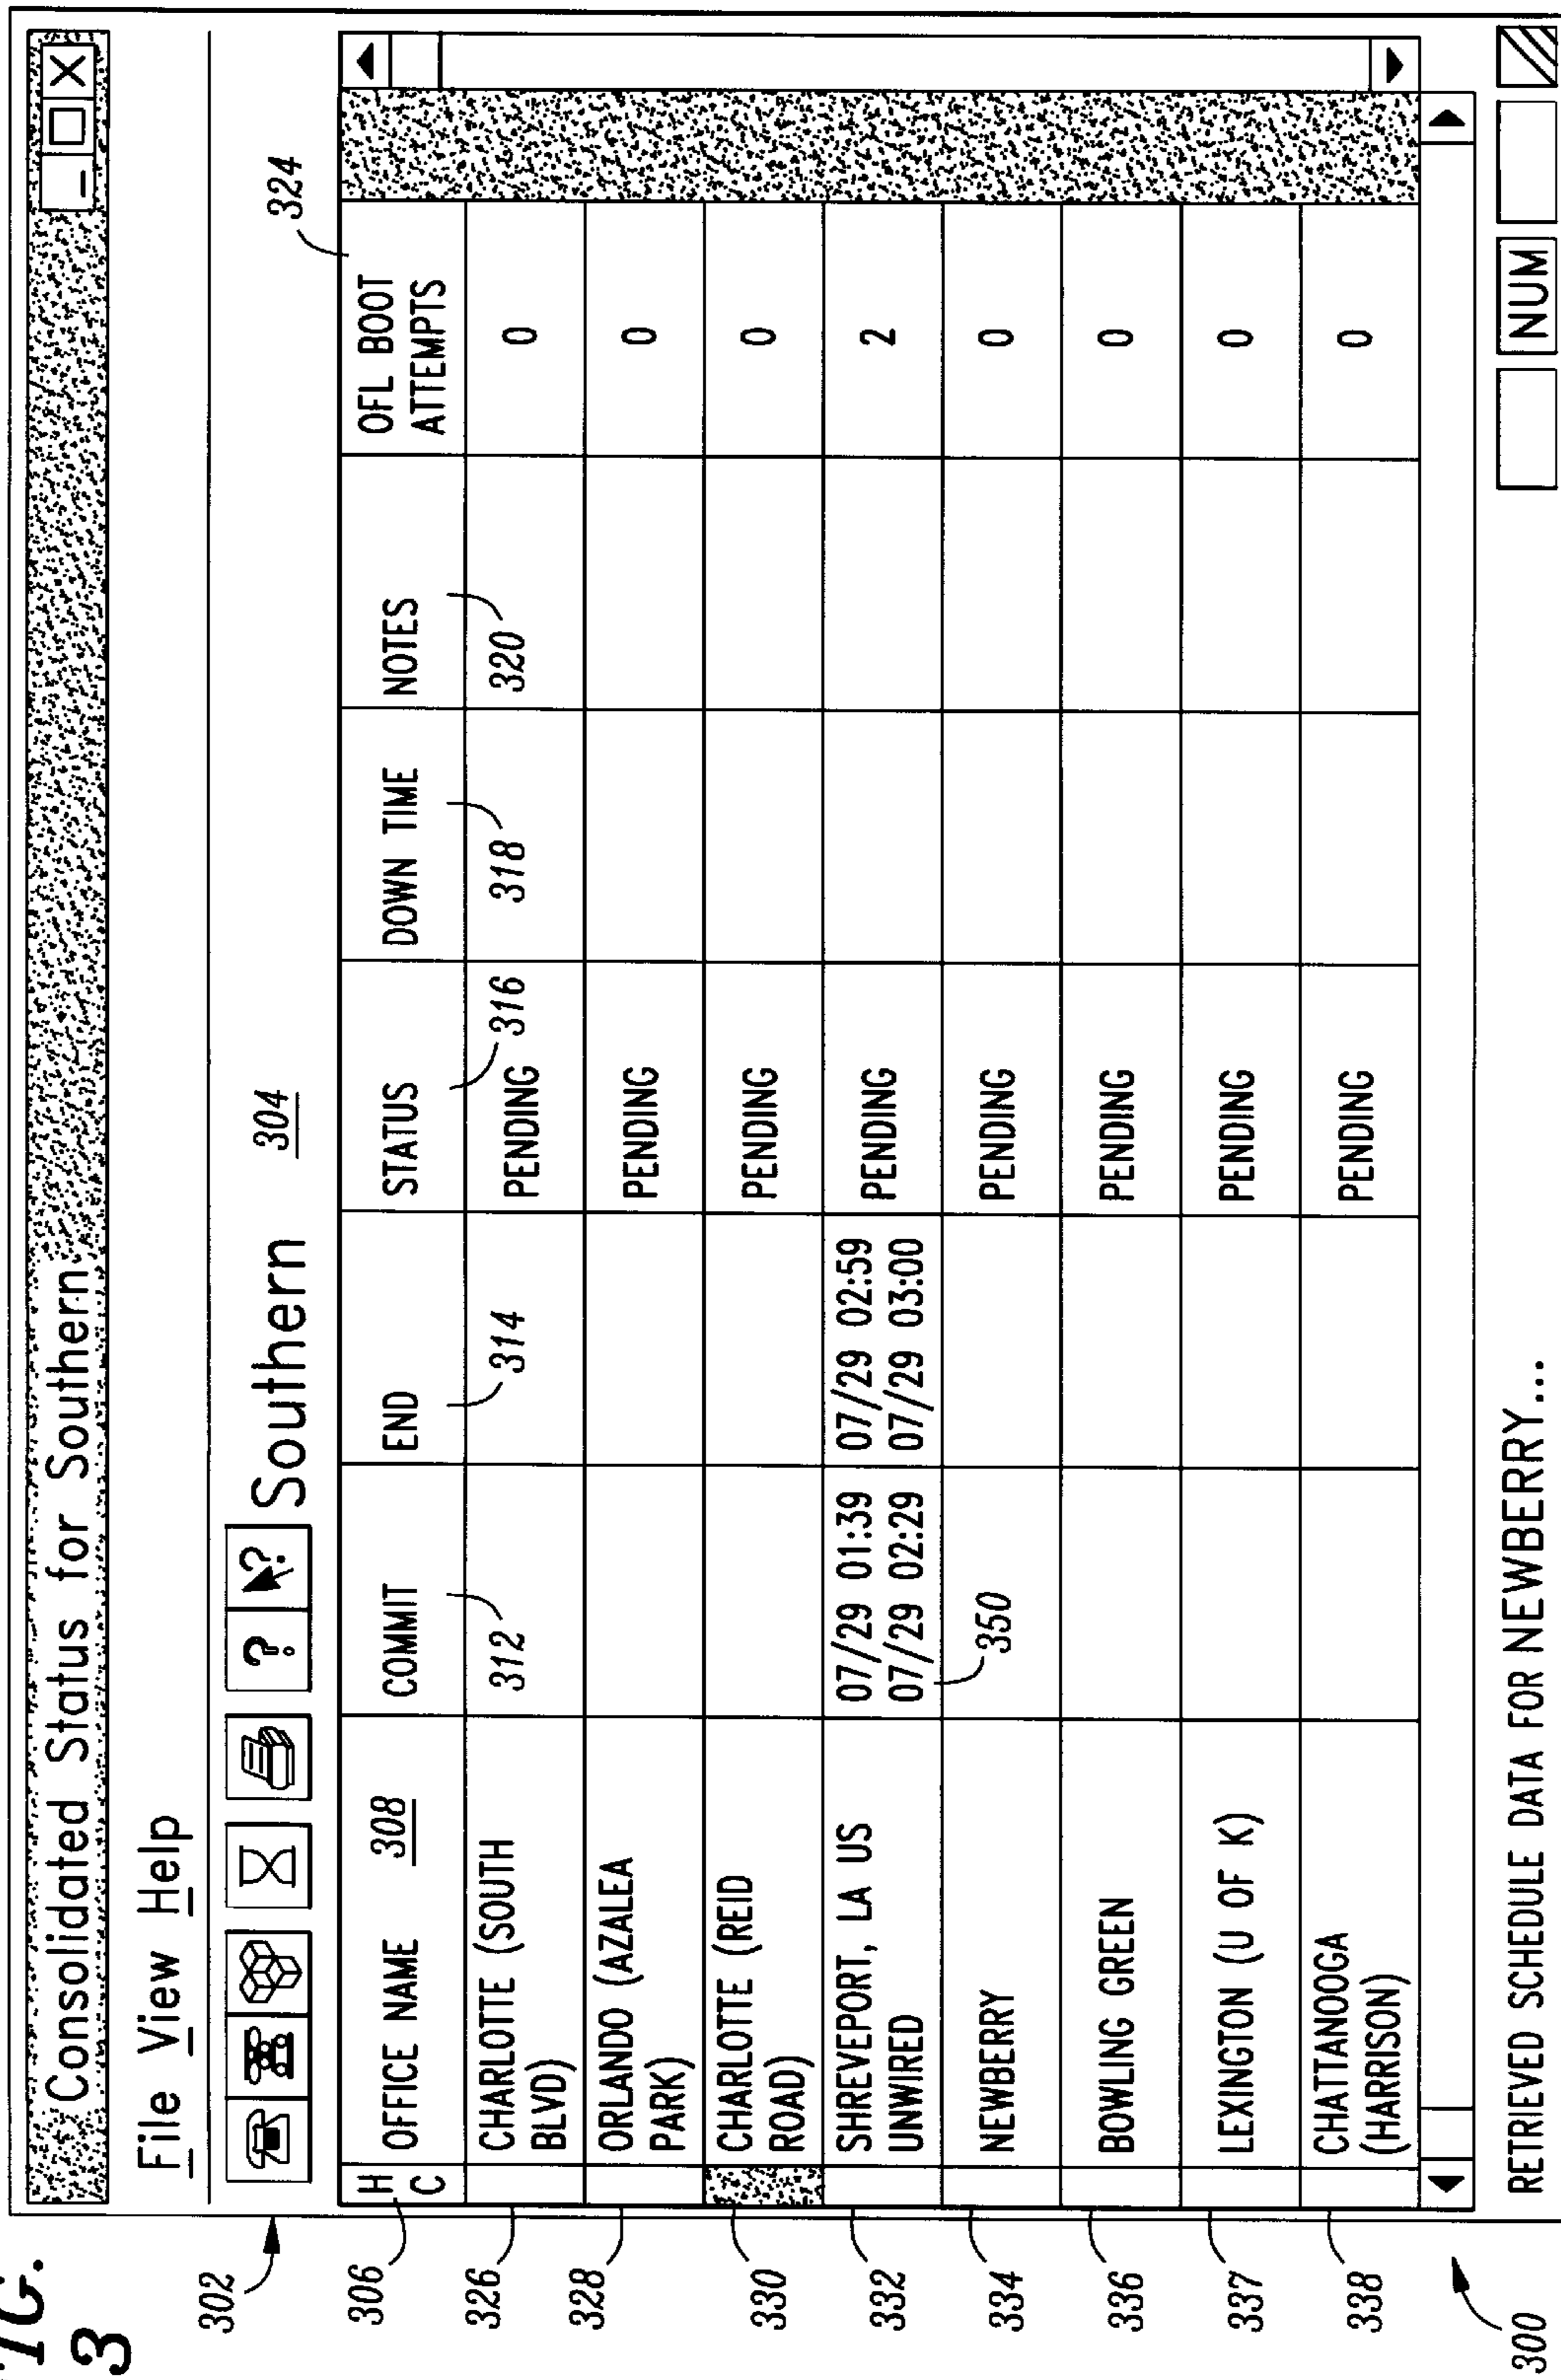 FIG.
3
Consolidated Status for Southern
_ □ X
File View Help
302
? ? Southern 304
324
306
H C OFFICE NAME 308 COMMIT END STATUS DOWN TIME NOTES OFL BOOT ATTEMPTS
312 314 316 318 320
326 CHARLOTTE (SOUTH BLVD) PENDING 0
328 ORLANDO (AZALEA PARK) PENDING 0
330 CHARLOTTE (REID ROAD) PENDING 0
332 SHREVEPORT, LA US 07/29 01:39 07/29 02:59 PENDING 2
UNWIRED 07/29 02:29 07/29 03:00
350
334 NEWBERRY PENDING 0
336 BOWLING GREEN PENDING 0
337 LEXINGTON (U OF K) PENDING 0
338 CHATTANOOGA (HARRISON) PENDING 0
300
RETRIEVED SCHEDULE DATA FOR NEWBERRY... NUM